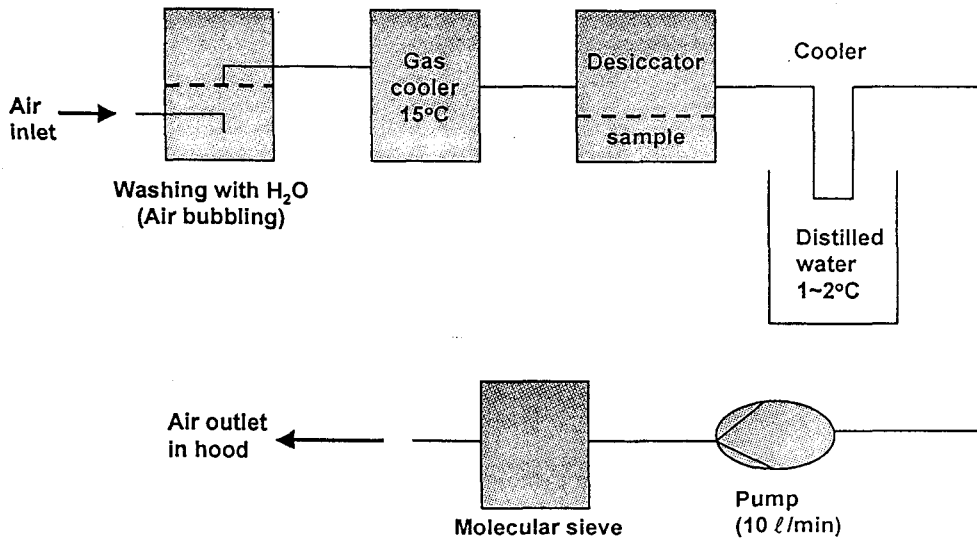 Air
inlet
Washing with H₂O
(Air bubbling)
Gas
cooler
15°C
Desiccator
sample
Cooler
Distilled
water
1~2°C
Air outlet
in hood
Molecular sieve
Pump
(10 ℓ/min)